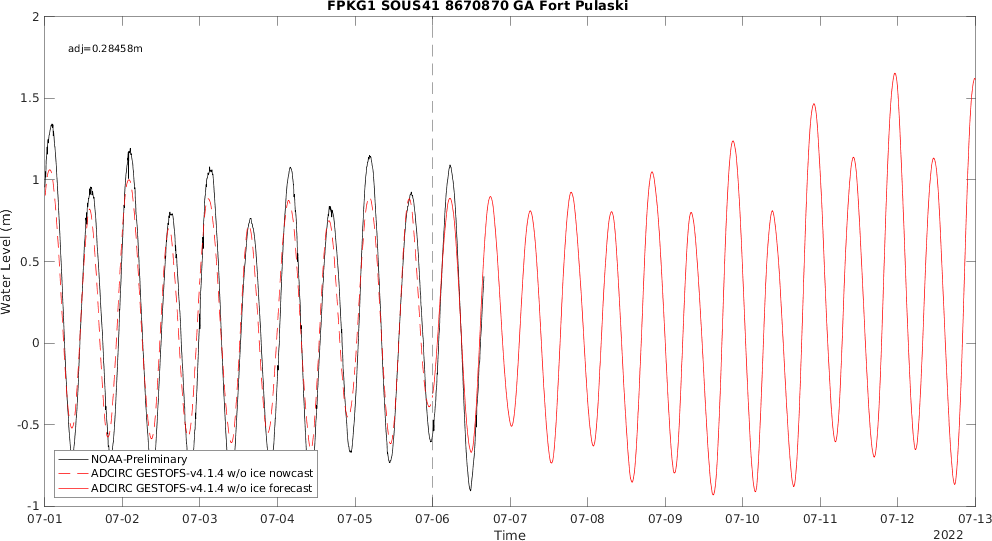 FPKG1 SOUS41 8670870 GA Fort Pulaski
2
adj=0.28458m
1.5
1
0.5
0
-0.5
-1
Water Level (m)
NOAA-Preliminary
ADCIRC GESTOFS-v4.1.4 w/o ice nowcast
ADCIRC GESTOFS-v4.1.4 w/o ice forecast
07-01 07-02 07-03 07-04 07-05 07-06 07-07 07-08 07-09 07-10 07-11 07-12 07-13
Time
2022